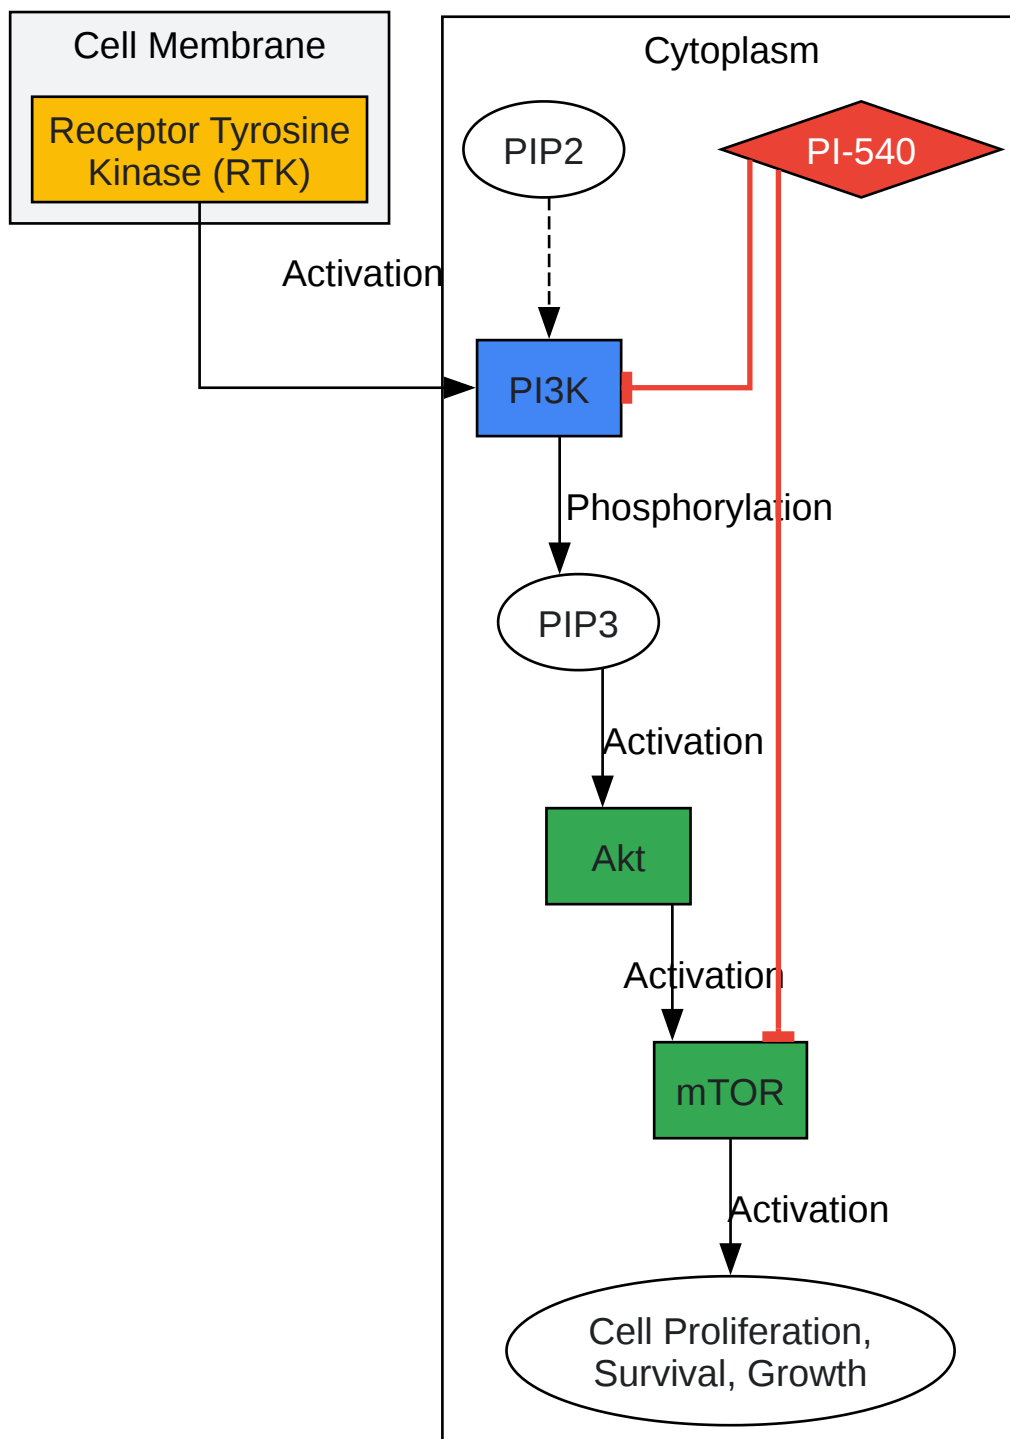 Cell Membrane
Receptor Tyrosine
Kinase (RTK)
Cytoplasm
PIP2
PI-540
Activation
PI3K
Phosphorylation
PIP3
Activation
Akt
Activation
mTOR
Activation
Cell Proliferation,
Survival, Growth